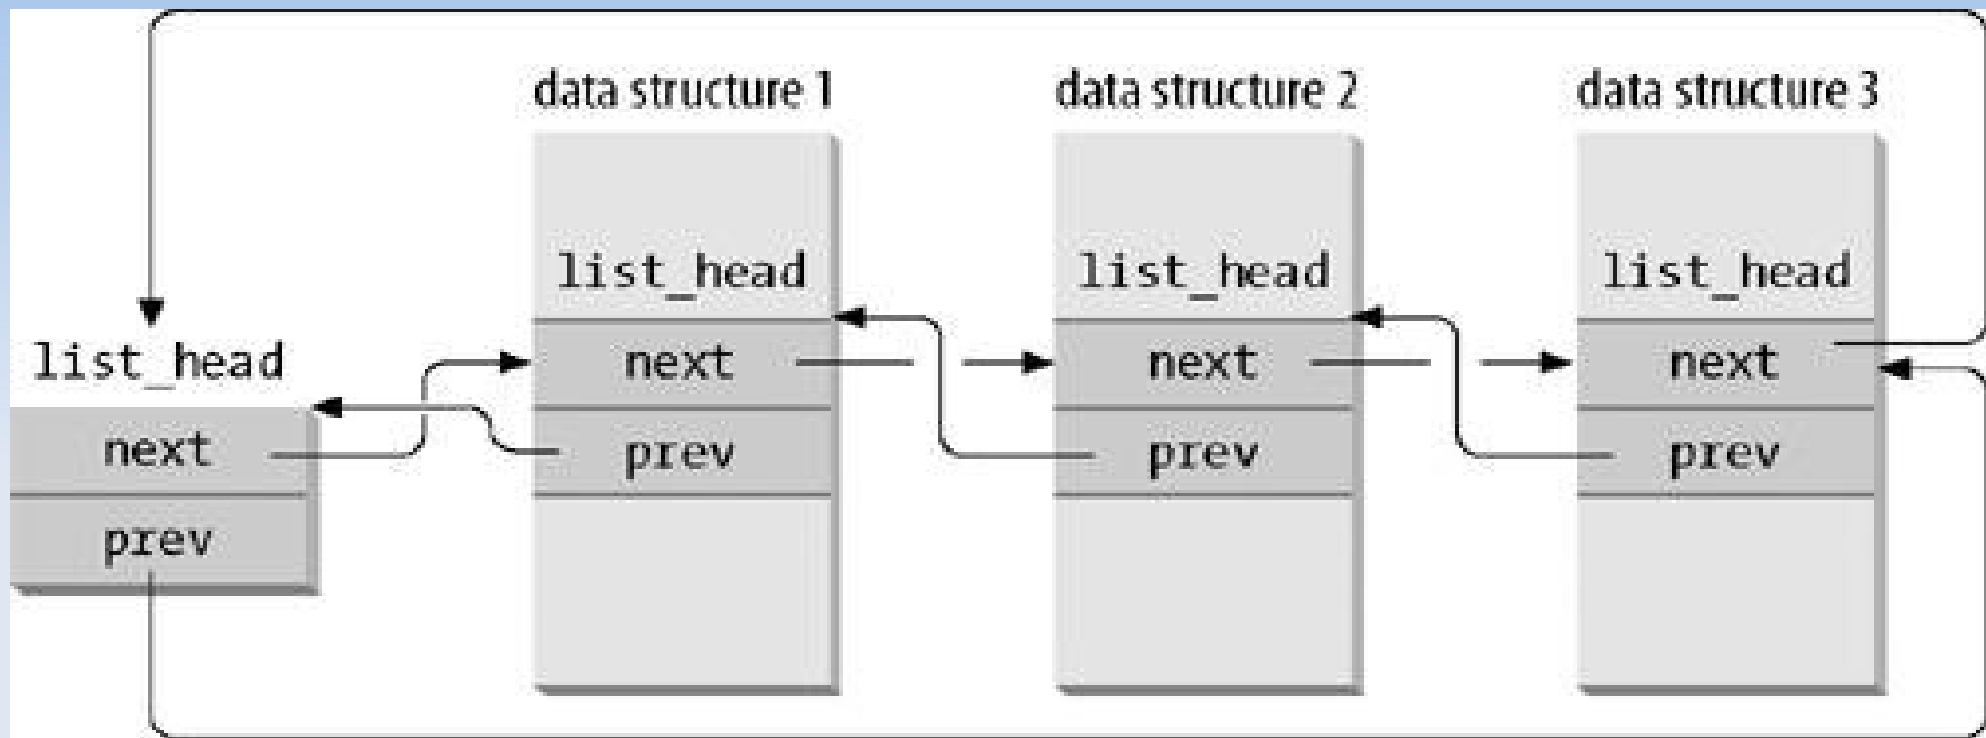 data structure 1
data structure 2
data structure 3
list_head
list_head
list_head
list_head
next
next
next
next
prev
prev
prev
prev